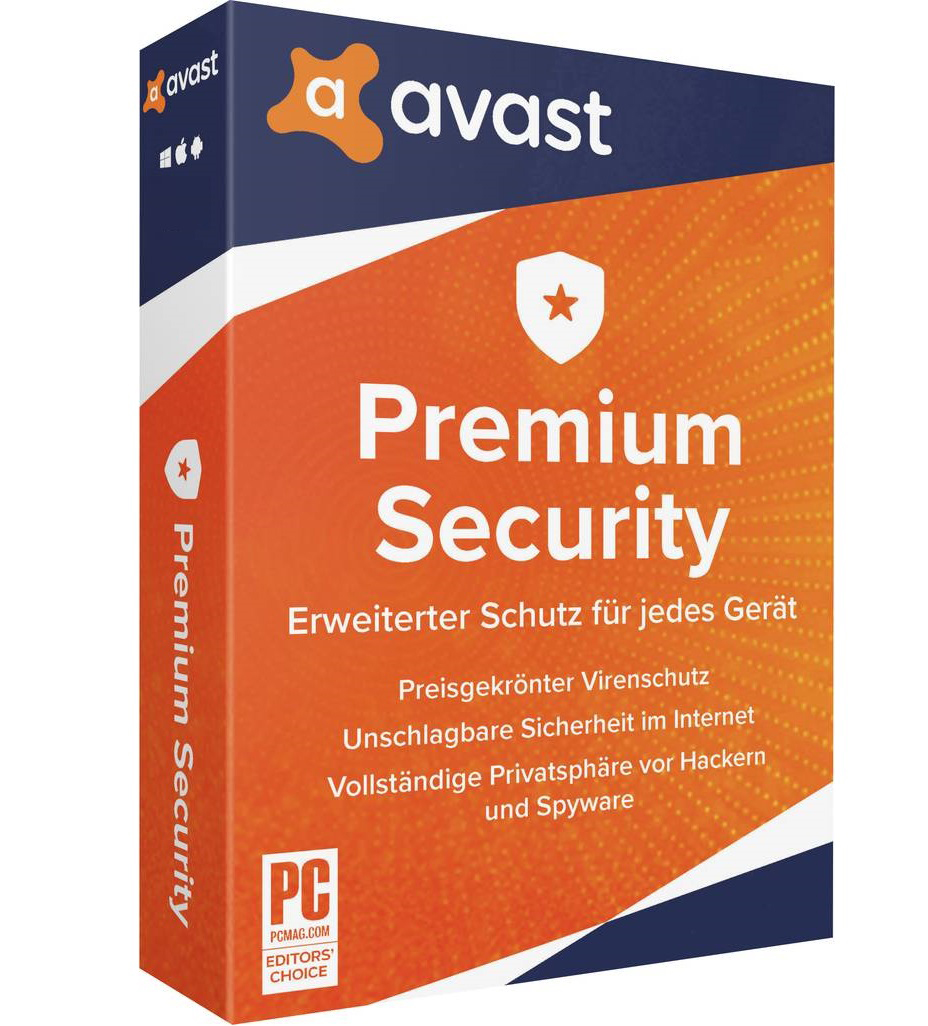 avast
avast
Premium
Security
Erweiterter Schutz für jedes Gerät
Preisgekrönter Virenschutz
Unschlagbare Sicherheit im Internet
Vollständige Privatsphäre vor Hackern
und Spyware
Premium Security
PC
PCMAG.COM
EDITORS'
CHOICE